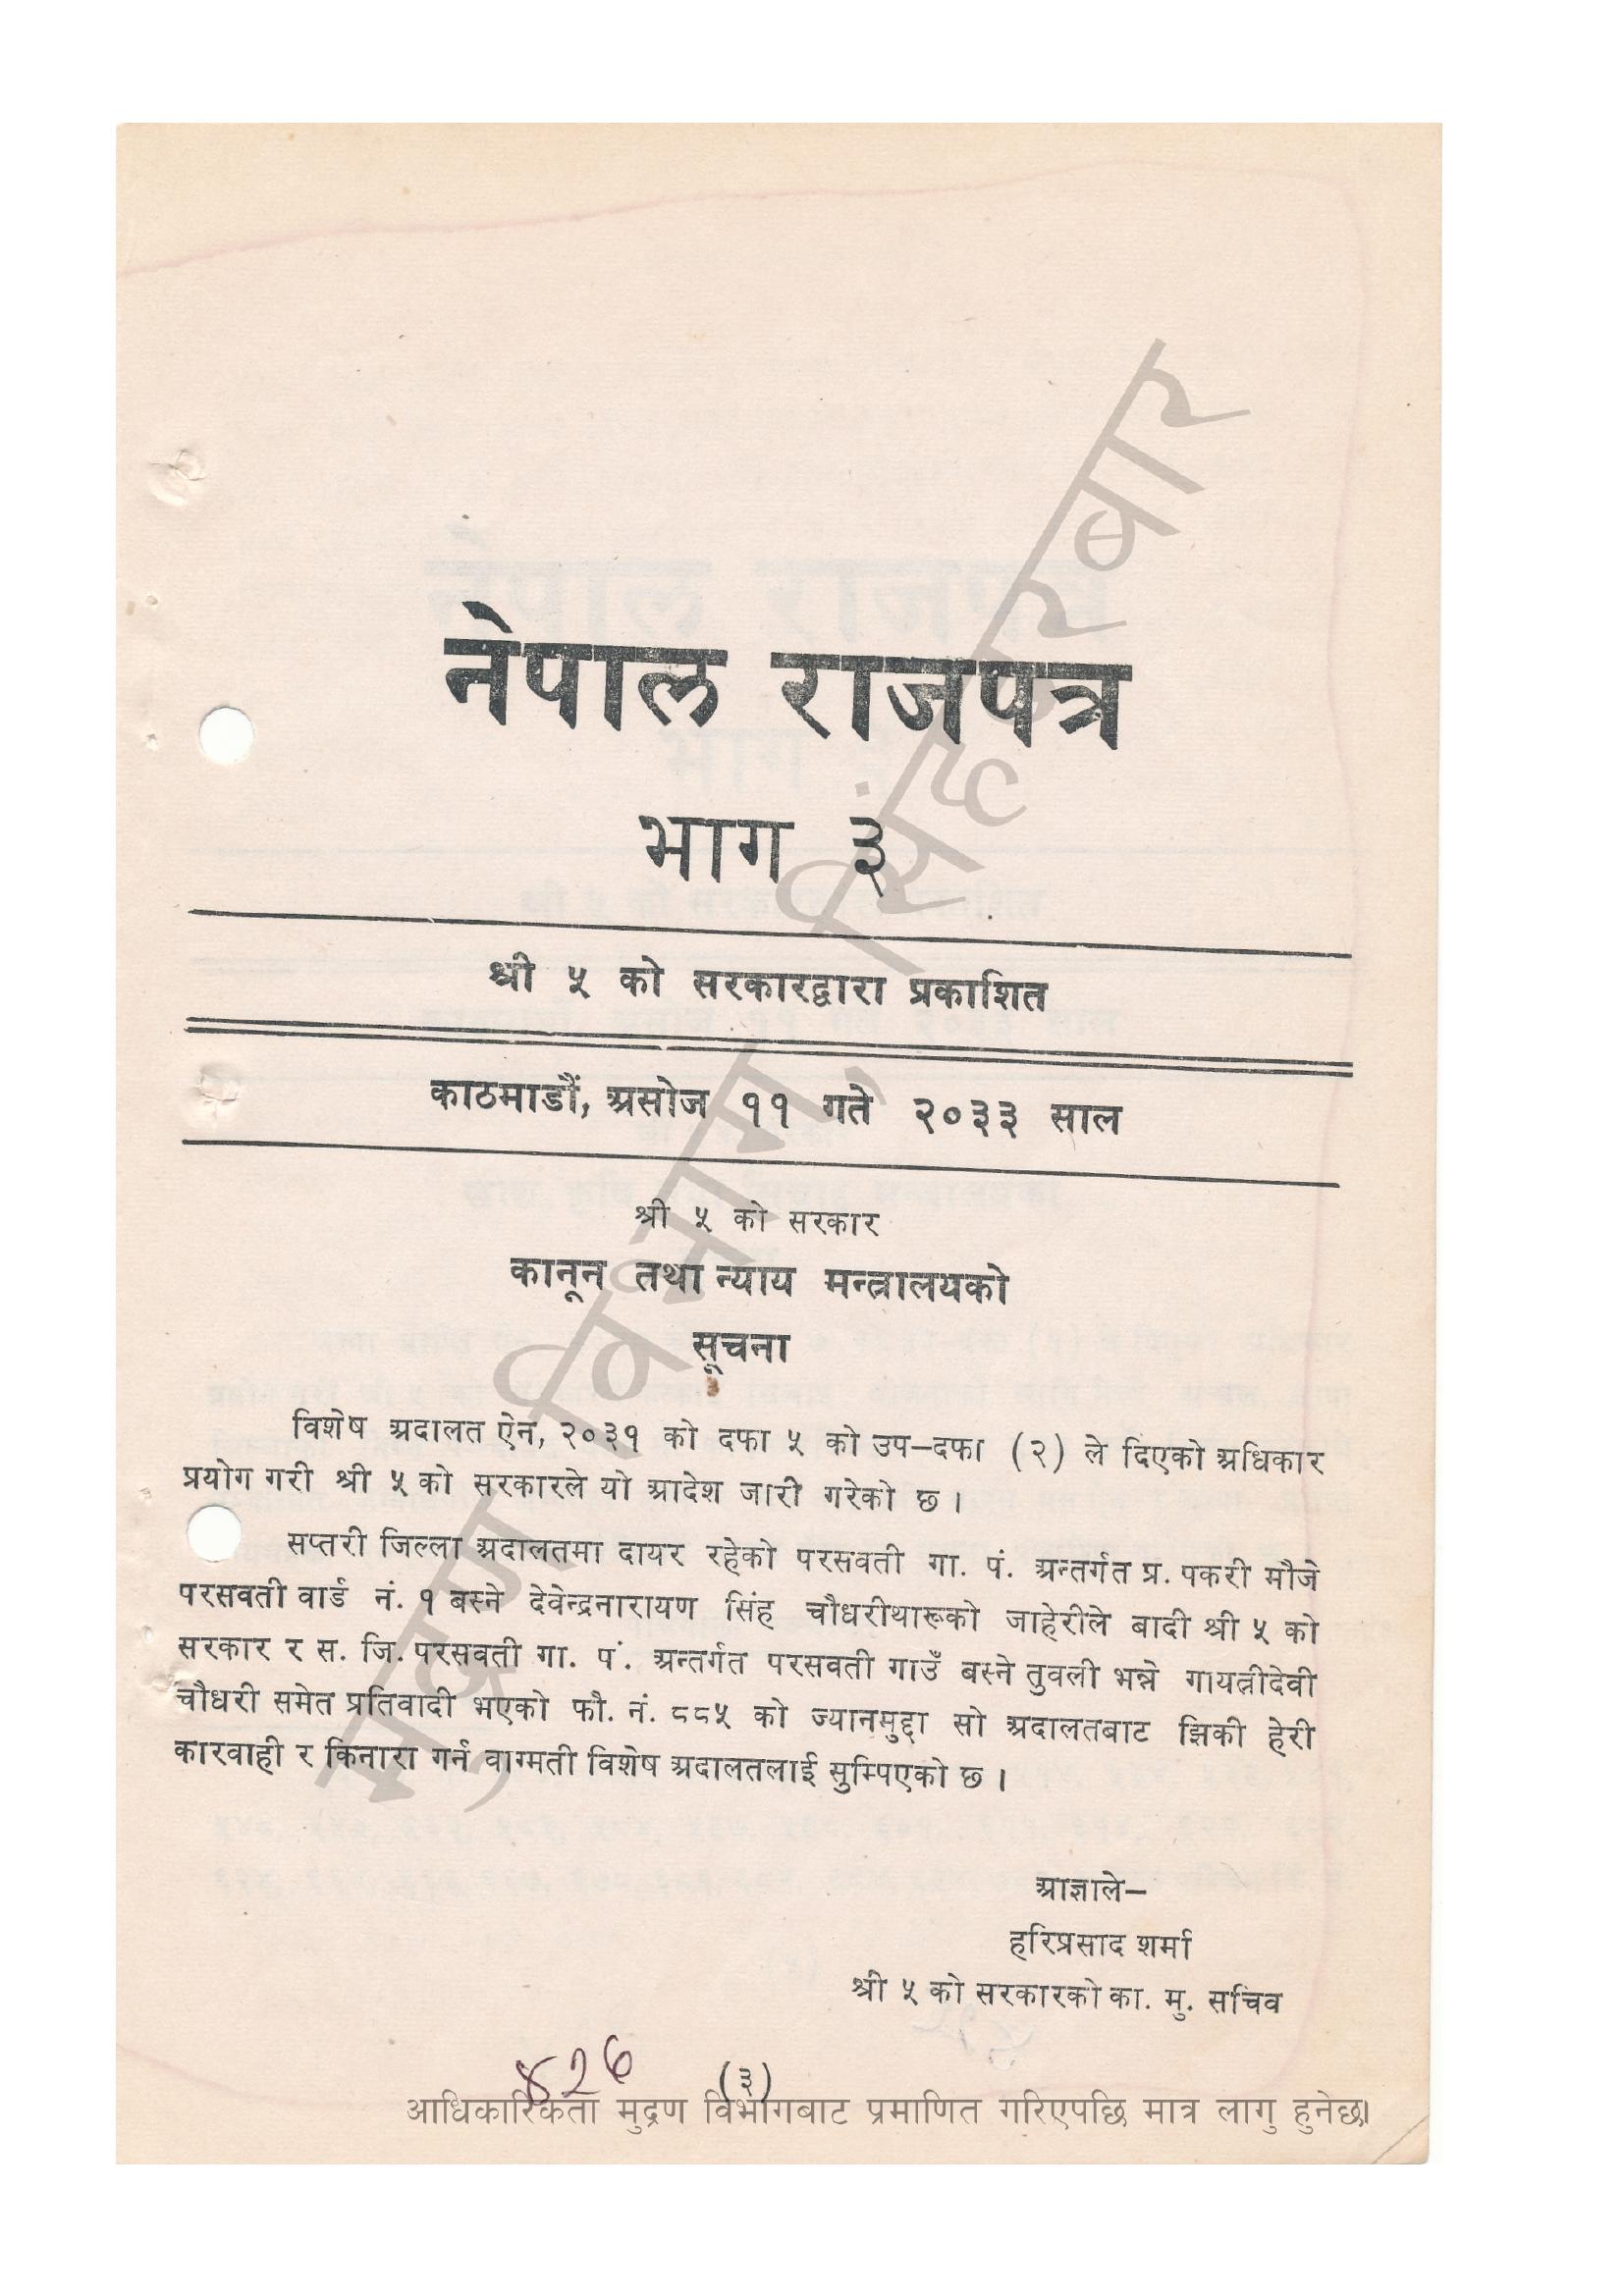 नेपाल राजपत्र
भाग ३
श्री ५ को सरकारद्वारा प्रकाशित
काठमाडौं, असोज ११ गते २०३३ साल
श्री ५ को सरकार
कानून तथा न्याय मन्त्रालयको
सूचना
विशेष अदालत ऐन, २०३१ को दफा ५ को उप-दफा (२) ले दिएको अधिकार
प्रयोग गरी श्री ५ को सरकारले यो आदेश जारी गरेको छ ।
सप्तरी जिल्ला अदालतमा दायर रहेको परसवती गा. पं. अन्तर्गत प्र. पकरी मौजे
परसवती वार्ड नं. १ बस्ने देवेन्द्रनारायण सिंह चौधरीथारूको जाहेरीले बादी श्री ५ को
सरकार र स. जि. परसवती गा. पं. अन्तर्गत परसवती गाउँ बस्ने तुवली भन्ने गायत्रीदेवी
चौधरी समेत प्रतिवादी भएको फौ. नं. ८८५ को ज्यानमुद्दा सो अदालतबाट झिकी हेरी
कारवाही र किनारा गर्न वाग्मती विशेष अदालतलाई सुम्पिएको छ ।
आज्ञाले-
हरिप्रसाद शर्मा
श्री ५ को सरकारको का. मु. सचिव
(३)
आधिकारिकता मुद्रण विभागबाट प्रमाणित गरिएपछि मात्र लागु हुनेछ।
मुद्रण विभाग, सिंहदरबार